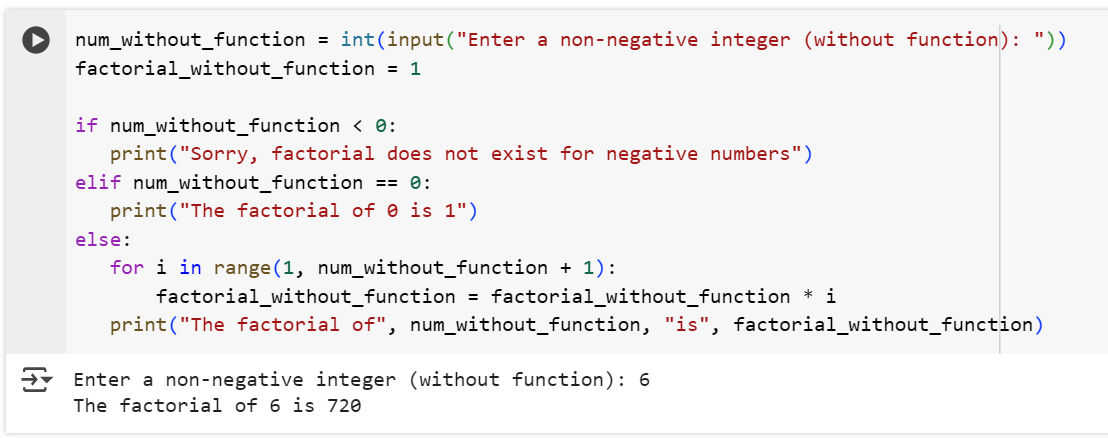 num_without_function = int(input("Enter a non-negative integer (without function): "))
factorial_without_function = 1
if num_without_function < 0:
   print("Sorry, factorial does not exist for negative numbers")
elif num_without_function == 0:
   print("The factorial of 0 is 1")
else:
   for i in range(1, num_without_function + 1):
       factorial_without_function = factorial_without_function * i
   print("The factorial of", num_without_function, "is", factorial_without_function)
Enter a non-negative integer (without function): 6
The factorial of 6 is 720